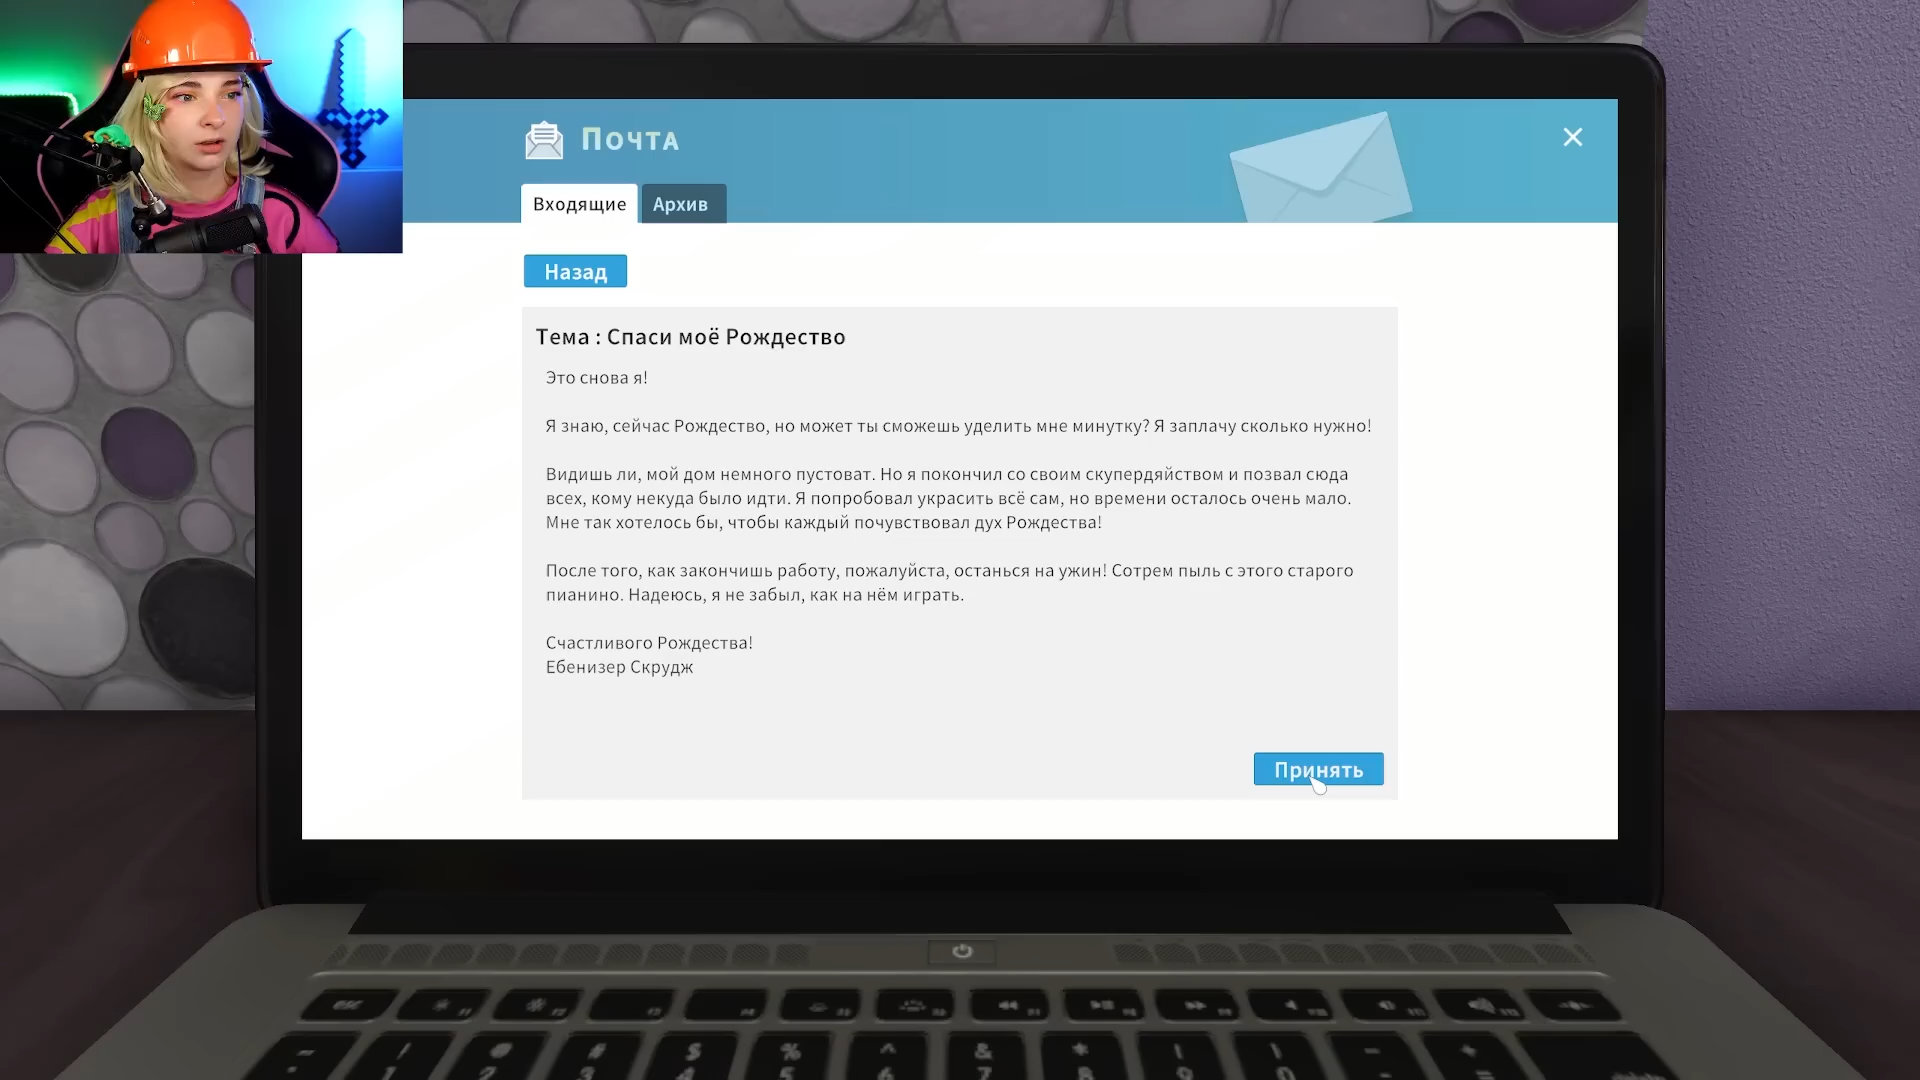 Почта
Входящие
Архив
Назад
Тема : Спаси моё Рождество
Это снова я!
Я знаю, сейчас Рождество, но может ты сможешь уделить мне минутку? Я заплачу сколько нужно!
Видишь ли, мой дом немного пустоват. Но я покончил со своим скупердяйством и позвал сюда
всех, кому некуда было идти. Я попробовал украсить всё сам, но времени осталось очень мало.
Мне так хотелось бы, чтобы каждый почувствовал дух Рождества!
После того, как закончишь работу, пожалуйста, останься на ужин! Сотрем пыль с этого старого
пианино. Надеюсь, я не забыл, как на нём играть.
Счастливого Рождества!
Ебенизер Скрудж
Принять
esc